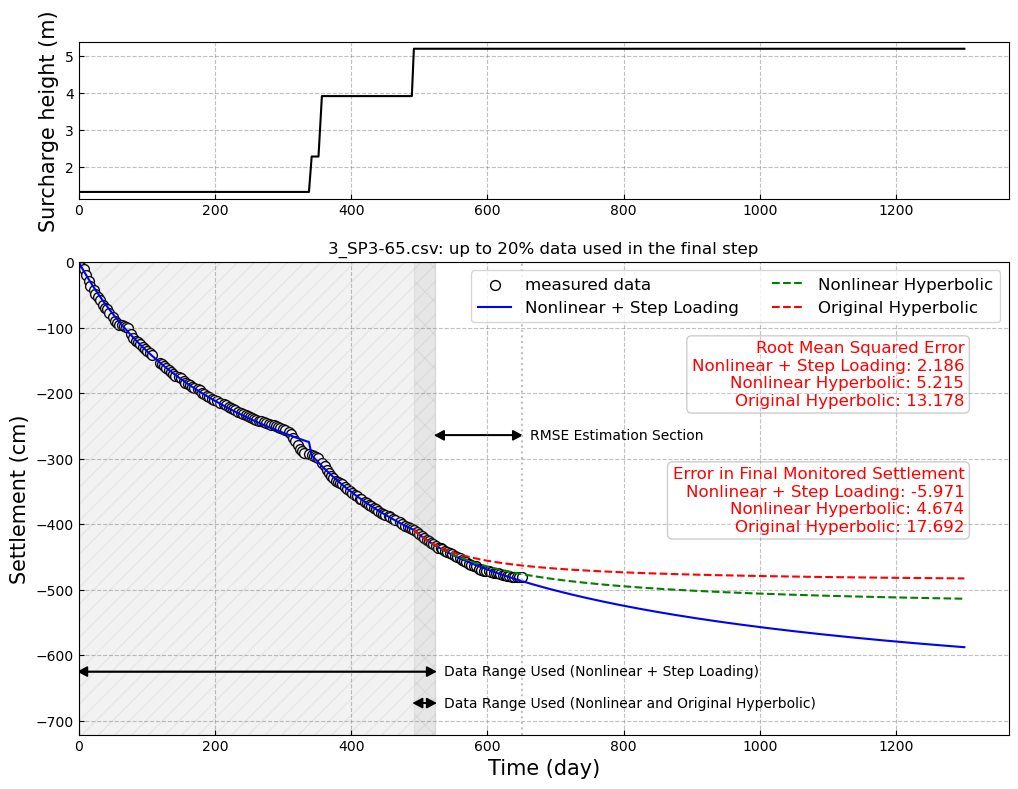 Surcharge height (m)
5
4
3
2
0 200 400 600 800 1000 1200
3_SP3-65.csv: up to 20% data used in the final step
Settlement (cm)
0
−100
−200
−300
−400
−500
−600
−700
measured data
Nonlinear + Step Loading
Nonlinear Hyperbolic
Original Hyperbolic
Root Mean Squared Error
Nonlinear + Step Loading: 2.186
Nonlinear Hyperbolic: 5.215
Original Hyperbolic: 13.178
RMSE Estimation Section
Error in Final Monitored Settlement
Nonlinear + Step Loading: -5.971
Nonlinear Hyperbolic: 4.674
Original Hyperbolic: 17.692
Data Range Used (Nonlinear + Step Loading)
Data Range Used (Nonlinear and Original Hyperbolic)
0 200 400 600 800 1000 1200
Time (day)